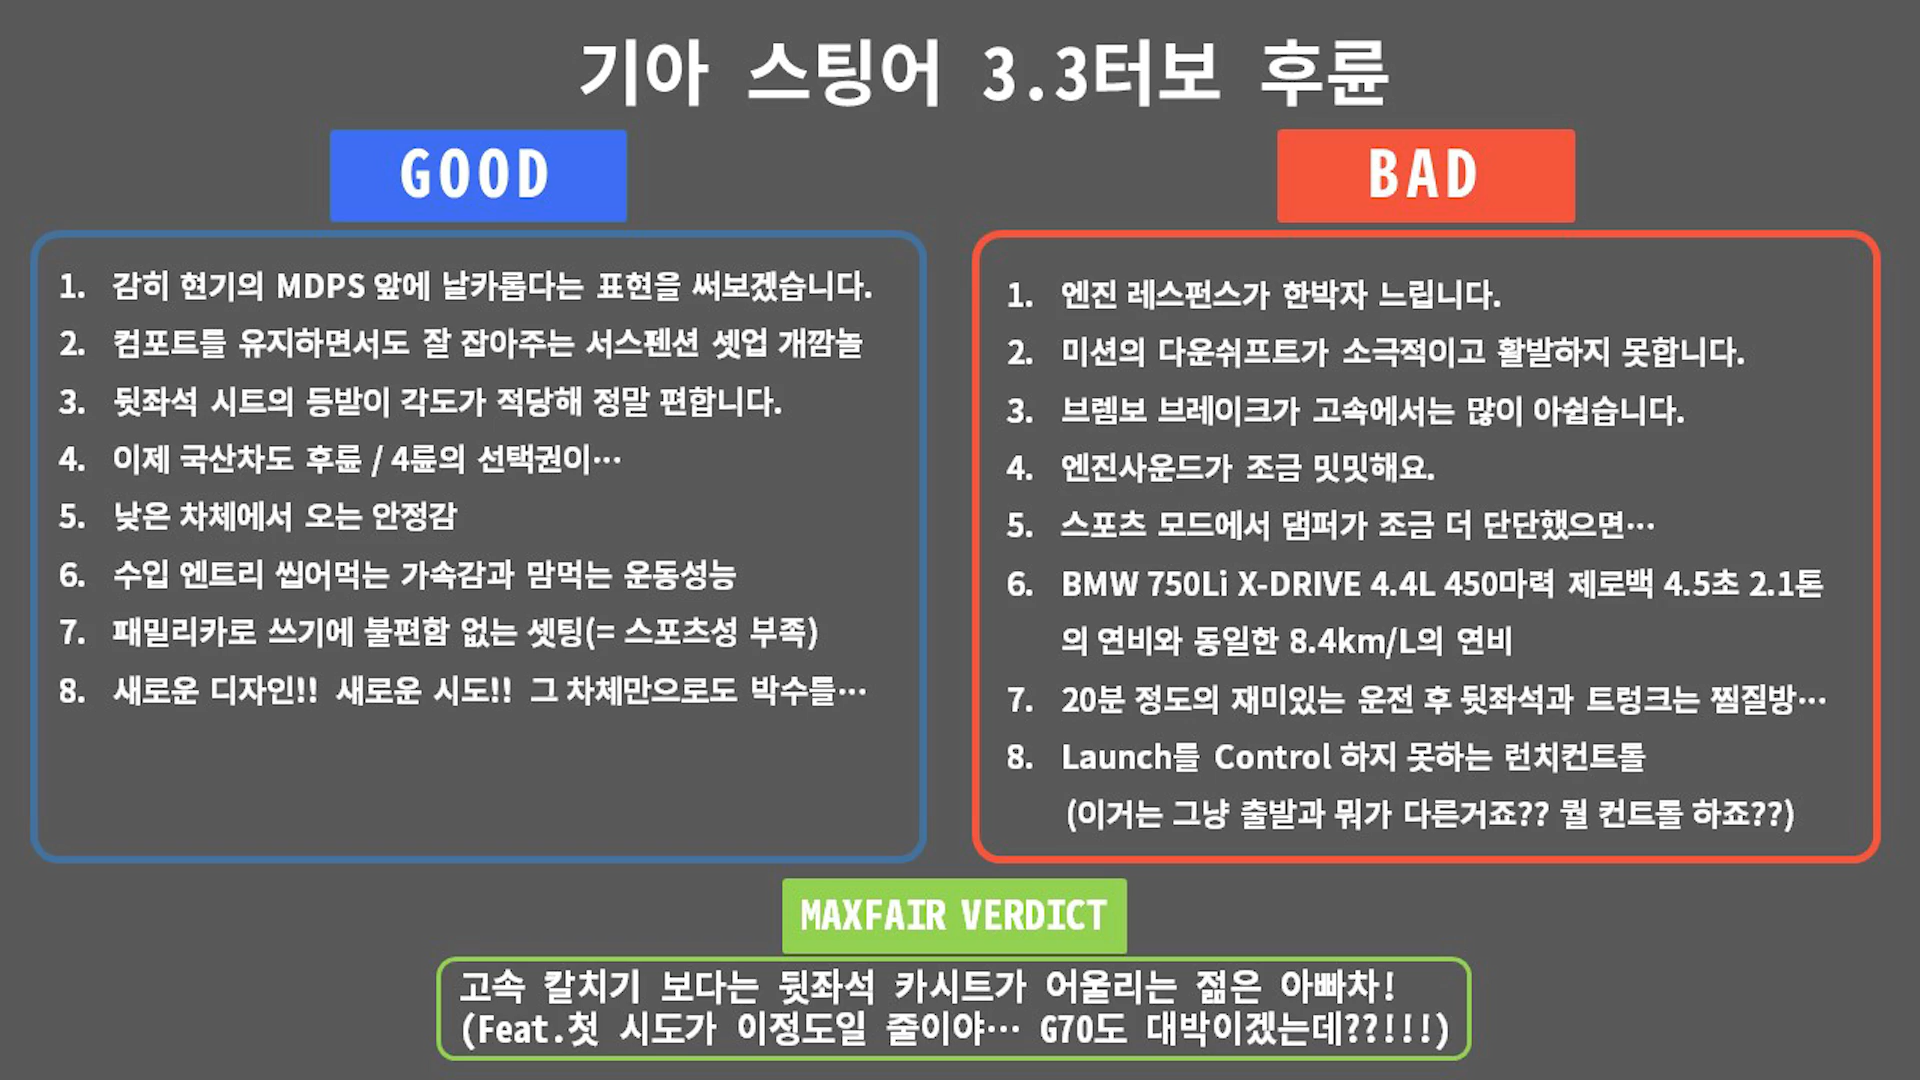 기아 스팅어 3.3터보 후륜
GOOD
1. 감히 현기의 MDPS 앞에 날카롭다는 표현을 써보겠습니다.
2. 컴포트를 유지하면서도 잘 잡아주는 서스펜션 셋업 개깜놀
3. 뒷좌석 시트의 등받이 각도가 적당해 정말 편합니다.
4. 이제 국산차도 후륜 / 4륜의 선택권이…
5. 낮은 차체에서 오는 안정감
6. 수입 엔트리 씹어먹는 가속감과 맘먹는 운동성능
7. 패밀리카로 쓰기에 불편함 없는 셋팅(= 스포츠성 부족)
8. 새로운 디자인!! 새로운 시도!! 그 차체만으로도 박수를…
BAD
1. 엔진 레스펀스가 한박자 느립니다.
2. 미션의 다운쉬프트가 소극적이고 활발하지 못합니다.
3. 브렘보 브레이크가 고속에서는 많이 아쉽습니다.
4. 엔진사운드가 조금 밋밋해요.
5. 스포츠 모드에서 댐퍼가 조금 더 단단했으면…
6. BMW 750Li X-DRIVE 4.4L 450마력 제로백 4.5초 2.1톤
의 연비와 동일한 8.4km/L의 연비
7. 20분 정도의 재미있는 운전 후 뒷좌석과 트렁크는 찜질방…
8. Launch를 Control 하지 못하는 런치컨트롤
(이거는 그냥 출발과 뭐가 다른거죠?? 뭘 컨트롤 하죠??)
MAXFAIR VERDICT
고속 칼치기 보다는 뒷좌석 카시트가 어울리는 젊은 아빠차!
(Feat.첫 시도가 이정도일 줄이야… G70도 대박이겠는데??!!!)